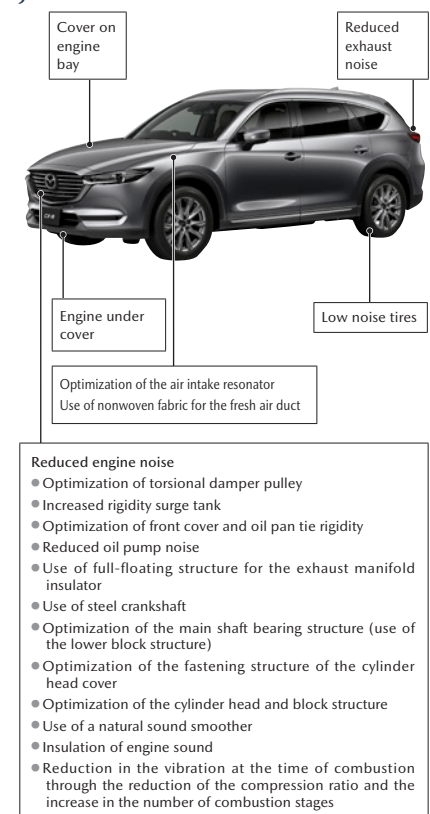 Cover on
engine
bay
Reduced
exhaust
noise
CX-8
Engine under
cover
Low noise tires
Optimization of the air intake resonator
Use of nonwoven fabric for the fresh air duct
Reduced engine noise
● Optimization of torsional damper pulley
● Increased rigidity surge tank
● Optimization of front cover and oil pan tie rigidity
● Reduced oil pump noise
● Use of full-floating structure for the exhaust manifold
insulator
● Use of steel crankshaft
● Optimization of the main shaft bearing structure (use of
the lower block structure)
● Optimization of the fastening structure of the cylinder
head cover
● Optimization of the cylinder head and block structure
● Use of a natural sound smoother
● Insulation of engine sound
● Reduction in the vibration at the time of combustion
through the reduction of the compression ratio and the
increase in the number of combustion stages